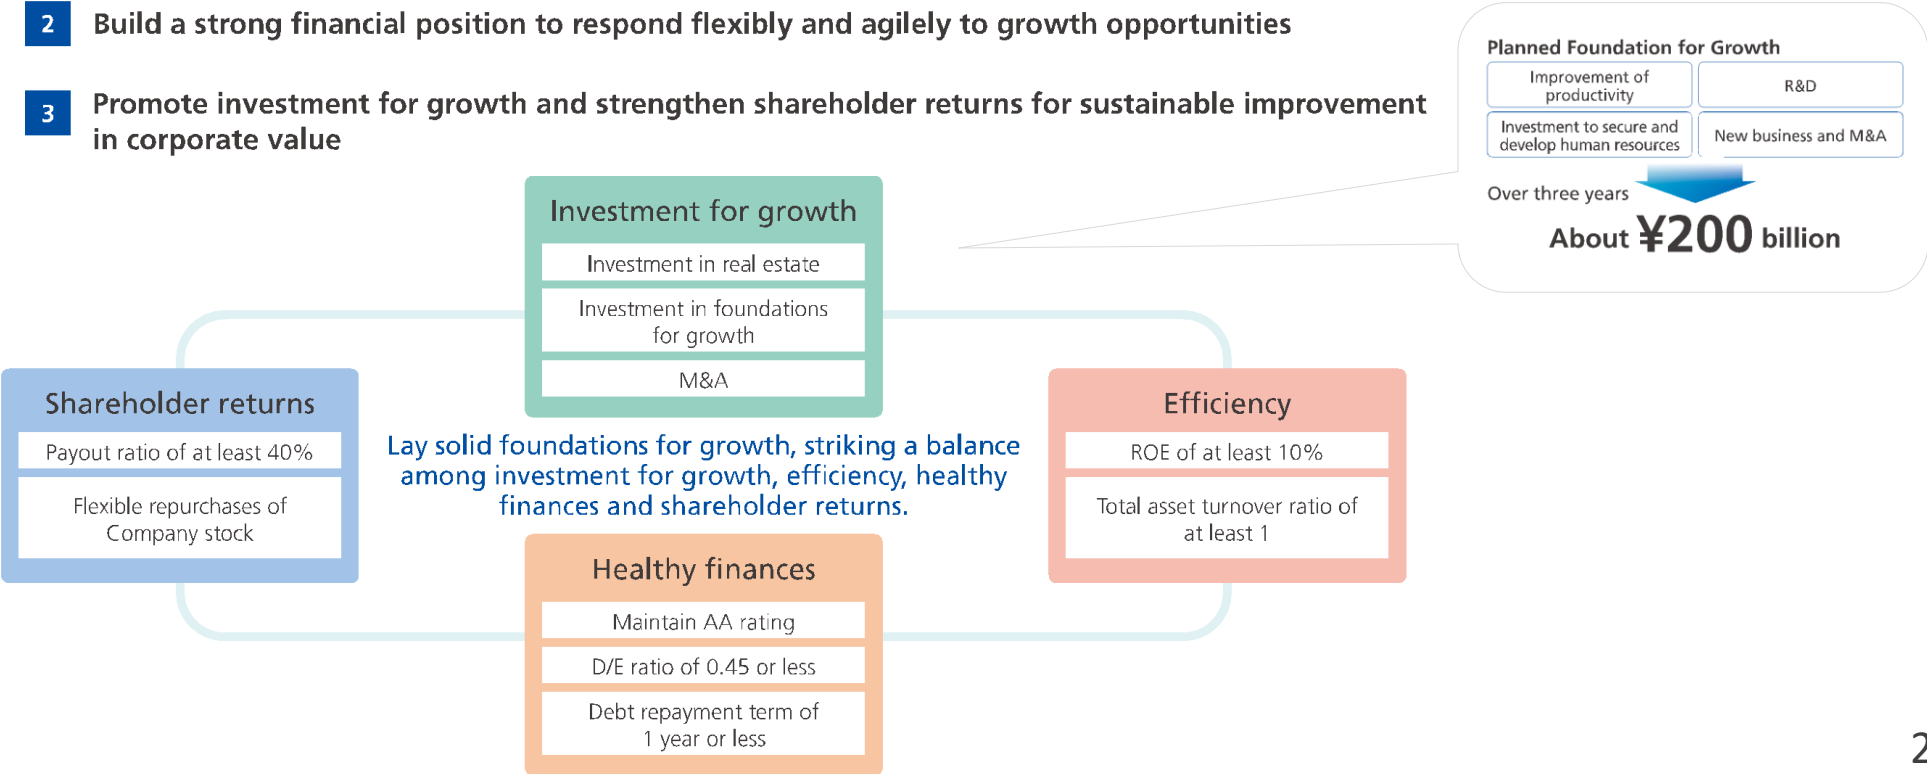 2 Build a strong financial position to respond flexibly and agilely to growth opportunities
3 Promote investment for growth and strengthen shareholder returns for sustainable improvement
in corporate value
Planned Foundation for Growth
Improvement of
productivity
R&D
Investment to secure and
develop human resources
New business and M&A
Over three years
About ¥200 billion
Investment for growth
Investment in real estate
Investment in foundations
for growth
M&A
Shareholder returns
Payout ratio of at least 40%
Flexible repurchases of
Company stock
Lay solid foundations for growth, striking a balance
among investment for growth, efficiency, healthy
finances and shareholder returns.
Efficiency
ROE of at least 10%
Total asset turnover ratio of
at least 1
Healthy finances
Maintain AA rating
D/E ratio of 0.45 or less
Debt repayment term of
1 year or less
2